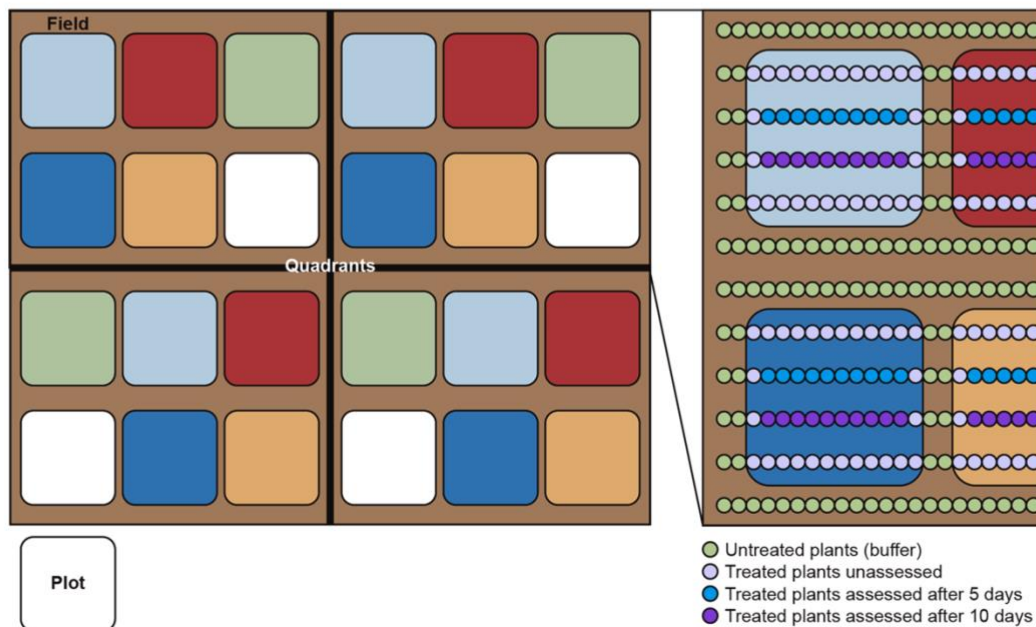 Field
Quadrants
Plot
Untreated plants (buffer)
Treated plants unassessed
Treated plants assessed after 5 days
Treated plants assessed after 10 days